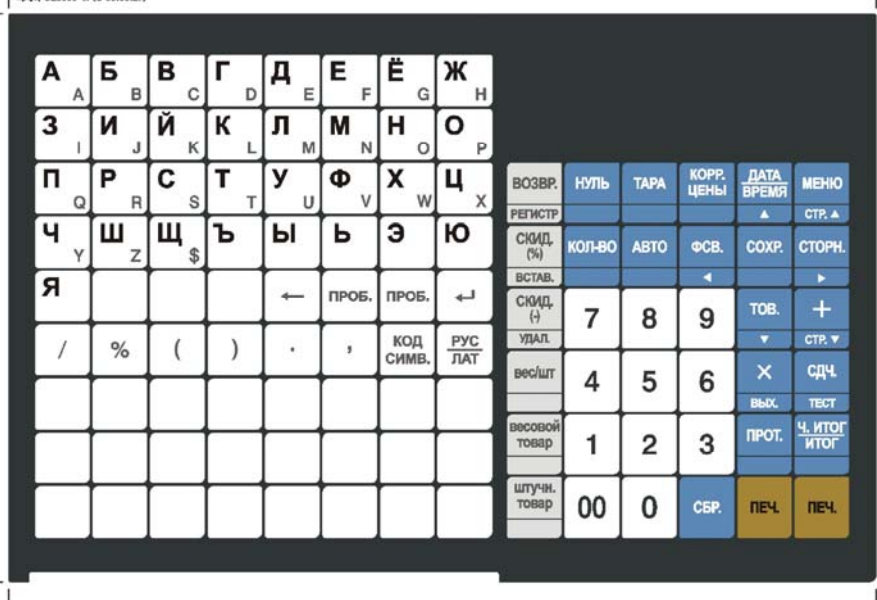 А A Б B В C Г D Д E Е F Ё G Ж H
З I И J Й K К L Л M М N Н O О P
П Q Р R С S Т T У U Ф V Х W Ц X
Ч Y Ш Z Щ $ Ъ Ы Ь Э Ю
Я ← ПРОБ. ПРОБ. ↵
/ % ( ) . , КОД СИМВ. РУС ЛАТ
ВОЗВР. НУЛЬ ТАРА КОРР. ЦЕНЫ ДАТА ВРЕМЯ МЕНЮ
РЕГИСТР ▲ СТР. ▲
СКИД. (%) КОЛ-ВО АВТО ФСВ. СОХР. СТОРН.
ВСТАВ. ◄ ►
СКИД. (-) 7 8 9 ТОВ. +
УДАЛ. ▼ СТР. ▼
вес/шт 4 5 6 × СДЧ.
ВЫХ. ТЕСТ
весовой товар 1 2 3 ПРОТ. Ч. ИТОГ ИТОГ
штучн. товар 00 0 СБР. ПЕЧ. ПЕЧ.